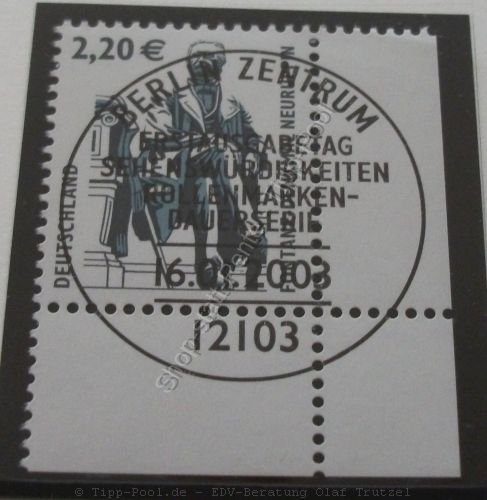 2,20 €
DEUTSCHLAND
BERLIN ZENTRUM
ERSTAUSGABETAG
SEHENSWÜRDIGKEITEN
ROLLENMARKEN-
DAUERSERIE
2003
12103
NEURUPPIN
© Tipp-Pool.de - EDV-Beratung Olaf Trutzel